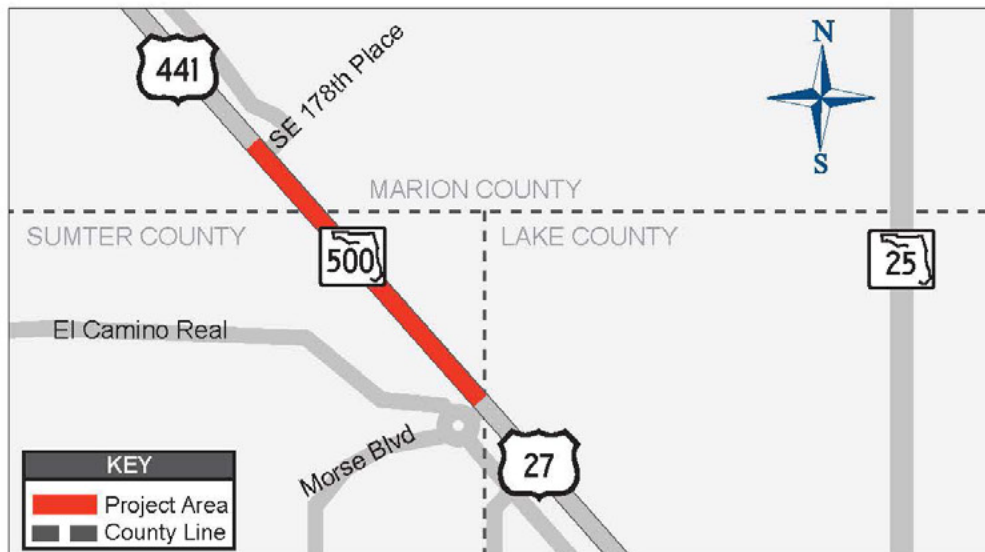 N
S
441
SE 178th Place
MARION COUNTY
SUMTER COUNTY
LAKE COUNTY
500
25
El Camino Real
Morse Blvd
27
KEY
Project Area
County Line